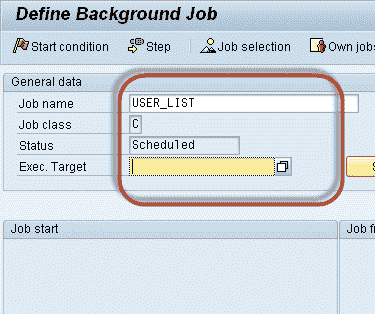 Define Background Job
Start condition Step Job selection Own jobs
General data
Job name USER_LIST
Job class C
Status Scheduled
Exec. Target
Job start Job fr